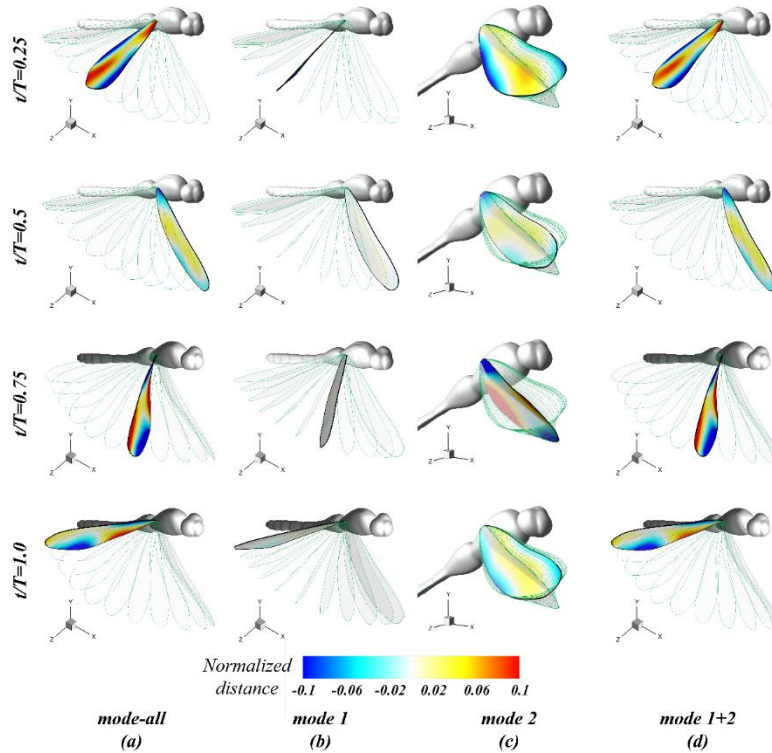 t/T=0.25
Y
Z
X
Y
Z
X
Y
Z
X
Y
Z
X
t/T=0.5
Y
Z
X
Y
Z
X
Y
Z
X
Y
Z
X
t/T=0.75
Y
Z
X
Y
Z
X
Y
Z
X
Y
Z
X
t/T=1.0
Y
Z
X
Y
Z
X
Y
Z
X
Y
Z
X
Normalized
distance
-0.1 -0.06 -0.02 0.02 0.06 0.1
mode-all mode 1 mode 2 mode 1+2
(a) (b) (c) (d)